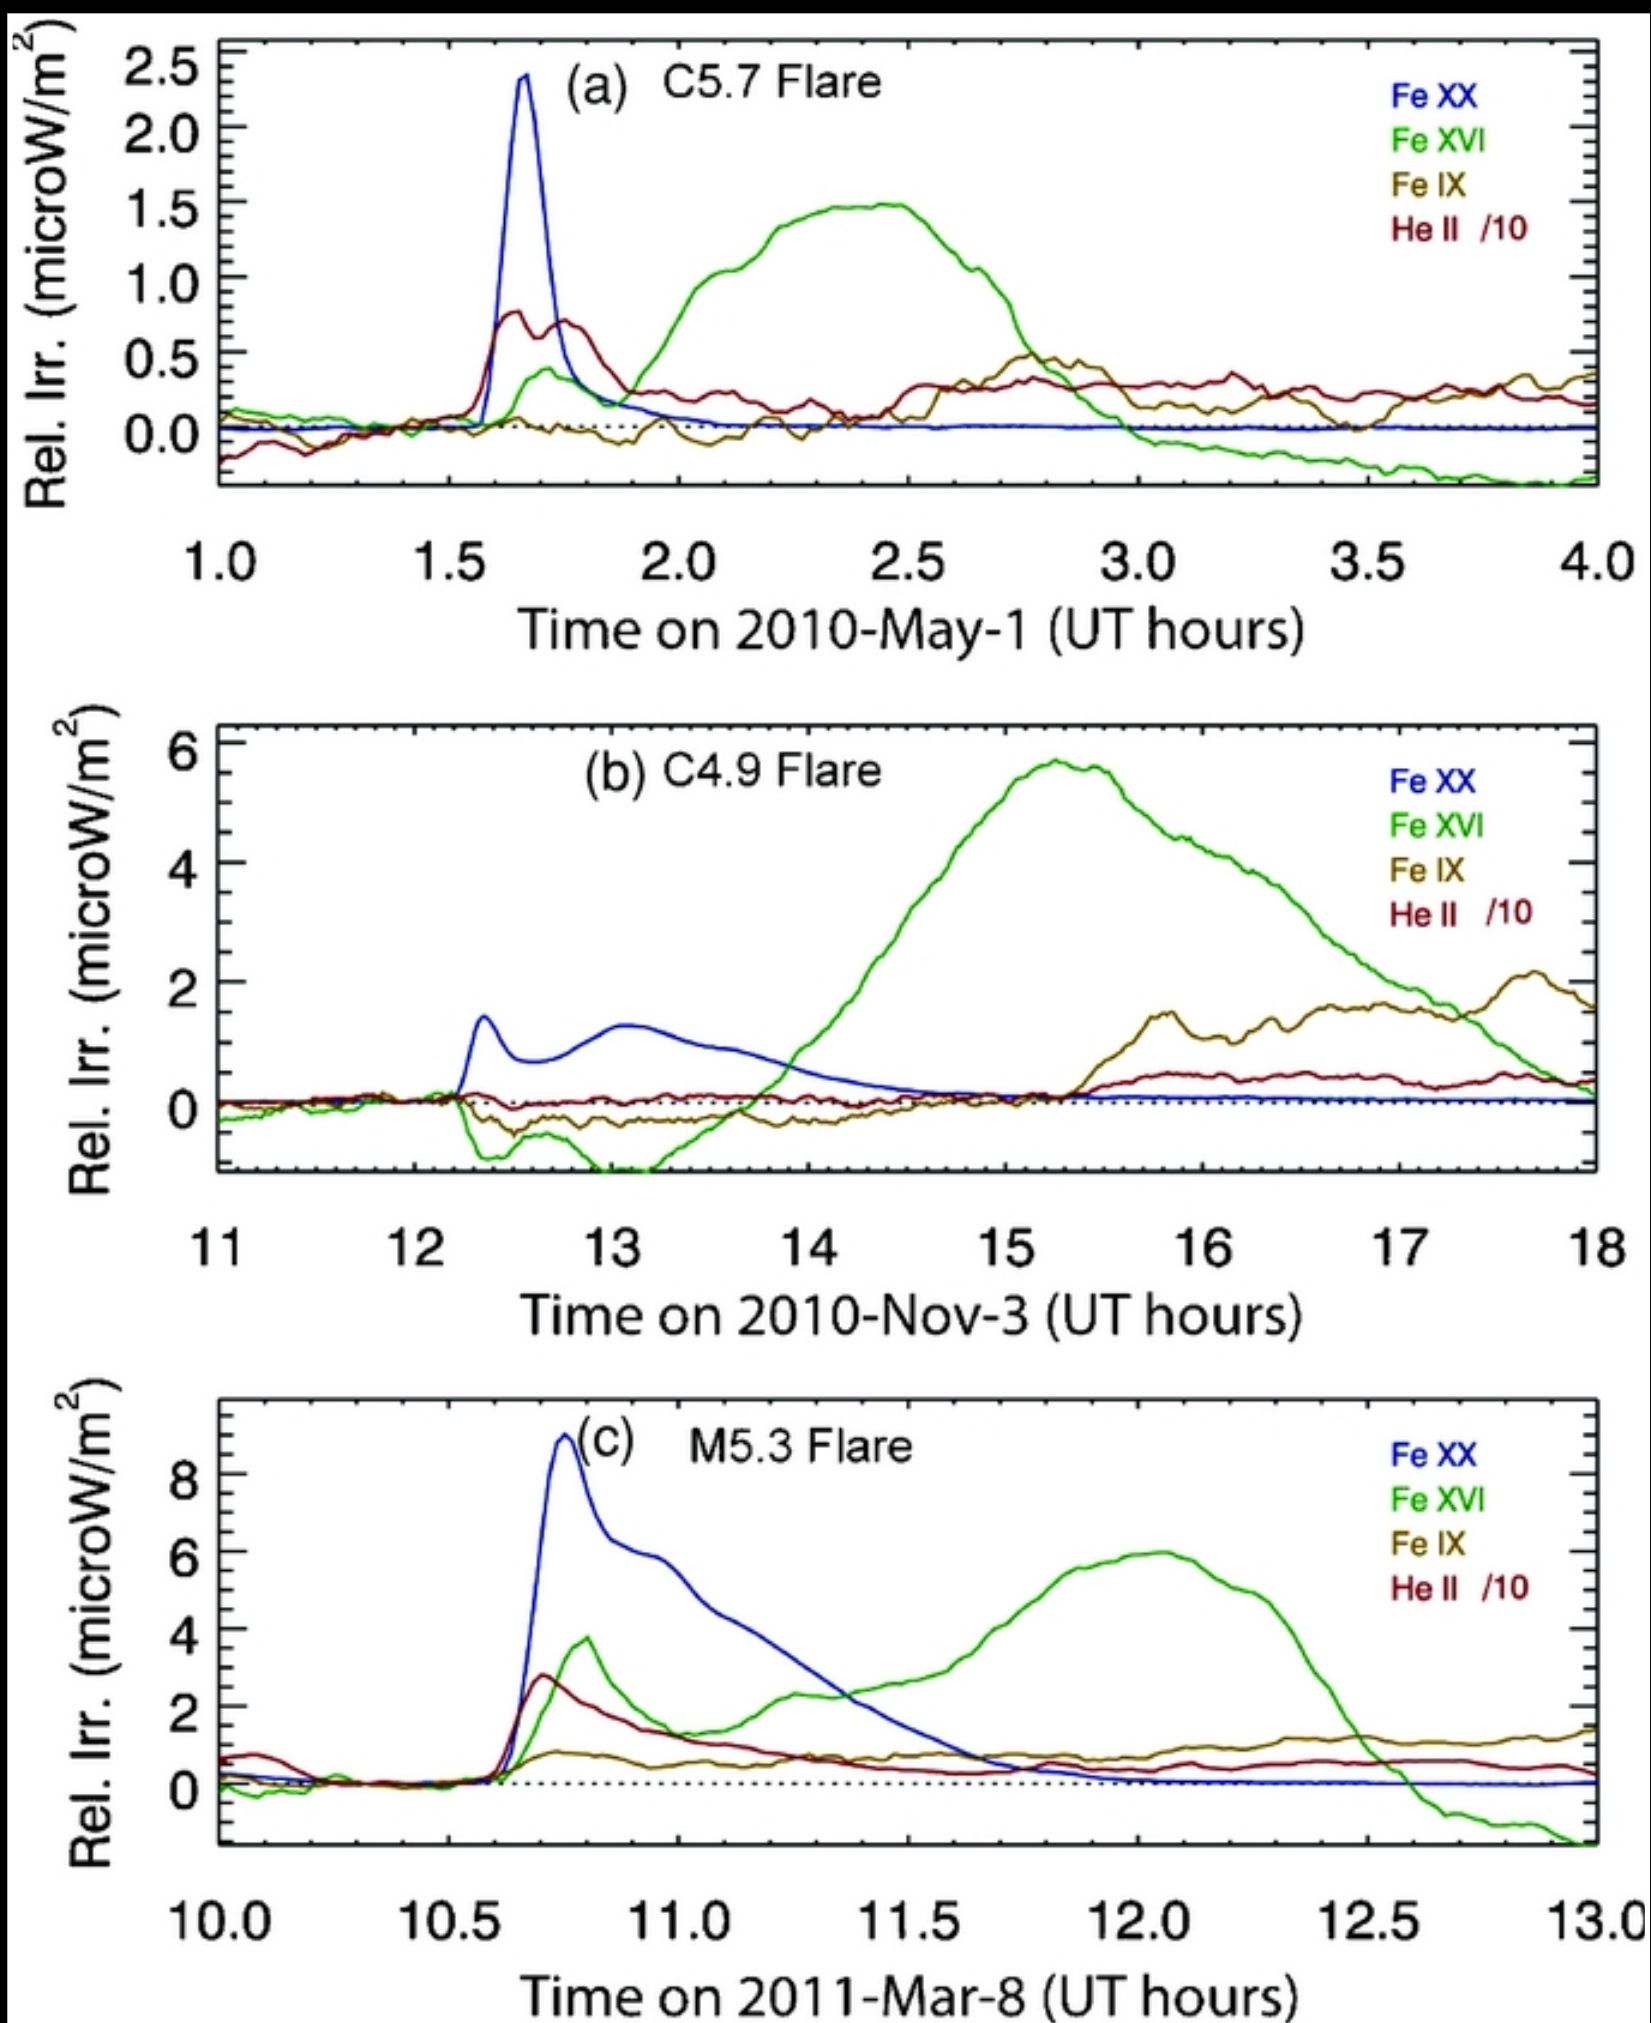 Rel. Irr. (microW/m²)
2.5
2.0
1.5
1.0
0.5
0.0
(a) C5.7 Flare
Fe XX
Fe XVI
Fe IX
He II /10
1.0 1.5 2.0 2.5 3.0 3.5 4.0
Time on 2010-May-1 (UT hours)
Rel. Irr. (microW/m²)
6
4
2
0
(b) C4.9 Flare
Fe XX
Fe XVI
Fe IX
He II /10
11 12 13 14 15 16 17 18
Time on 2010-Nov-3 (UT hours)
Rel. Irr. (microW/m²)
8
6
4
2
0
(c) M5.3 Flare
Fe XX
Fe XVI
Fe IX
He II /10
10.0 10.5 11.0 11.5 12.0 12.5 13.0
Time on 2011-Mar-8 (UT hours)